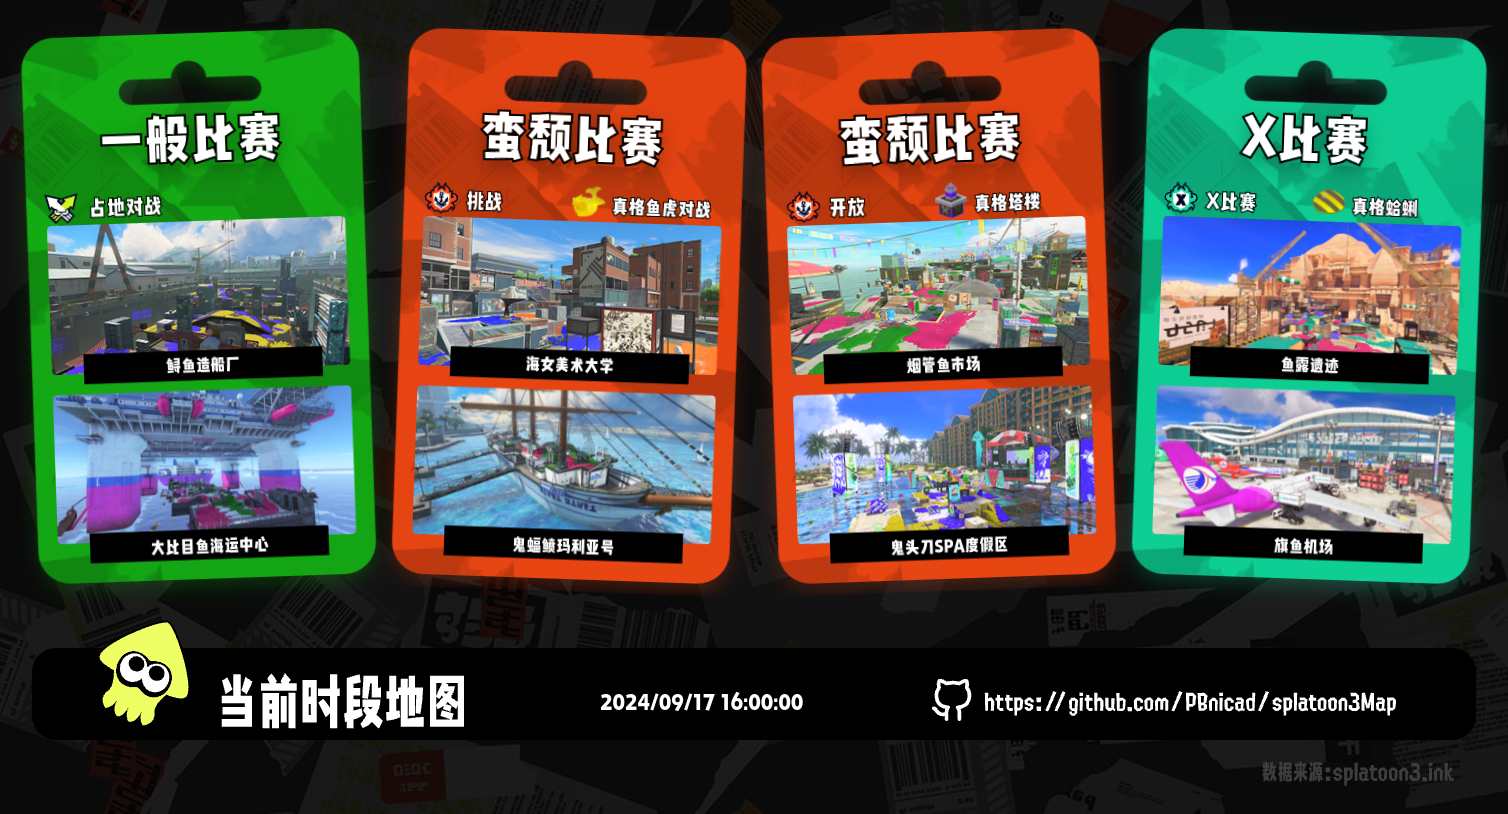 一般比赛
占地对战
鲟鱼造船厂
大比目鱼海运中心
蛮颓比赛
挑战
真格鱼虎对战
海女美术大学
鬼蝠鲼玛利亚号
蛮颓比赛
开放
真格塔楼
烟管鱼市场
鬼头刀SPA度假区
X比赛
X比赛
真格蛤蜊
鱼露遗迹
旗鱼机场
当前时段地图
2024/09/17 16:00:00
https://github.com/PBnicad/splatoon3Map
数据来源:splatoon3.ink